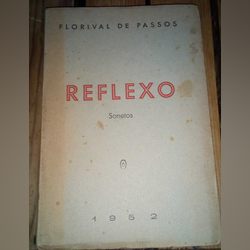 FLORIVAL DE PASSOS
REFLEXO
Sonetos
1952